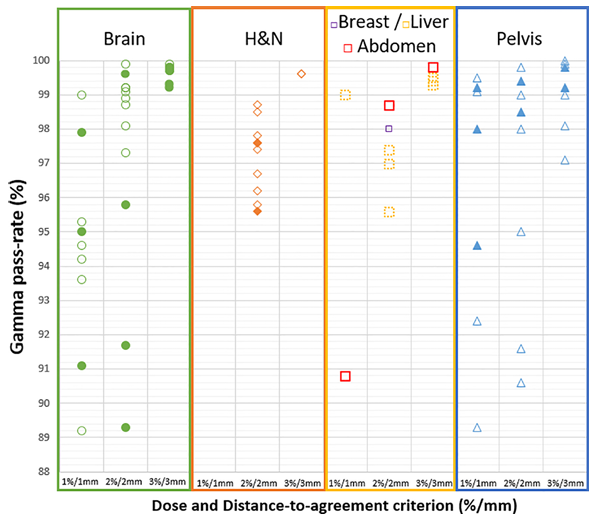 Brain
H&N
Breast / Liver
Abdomen
Pelvis
Gamma pass-rate (%)
100
99
98
97
96
95
94
93
92
91
90
89
88
1%/1mm 2%/2mm 3%/3mm 1%/1mm 2%/2mm 3%/3mm 1%/1mm 2%/2mm 3%/3mm 1%/1mm 2%/2mm 3%/3mm
Dose and Distance-to-agreement criterion (%/mm)